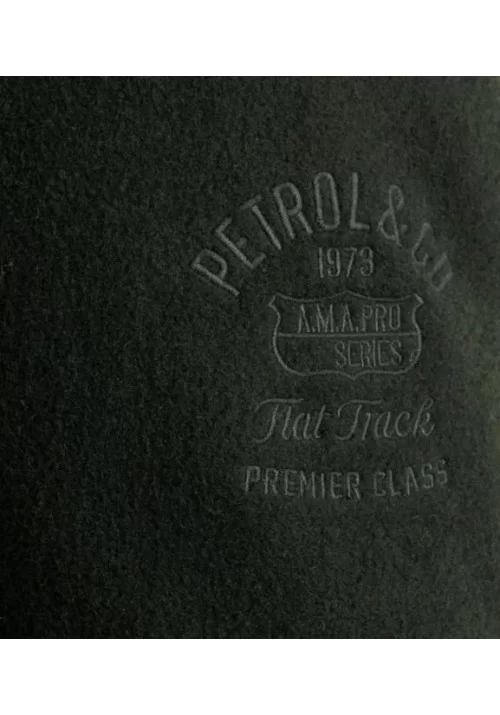 PETROL & CO
1973
A.M.A.PRO
SERIES
Flat Track
PREMIER CLASS